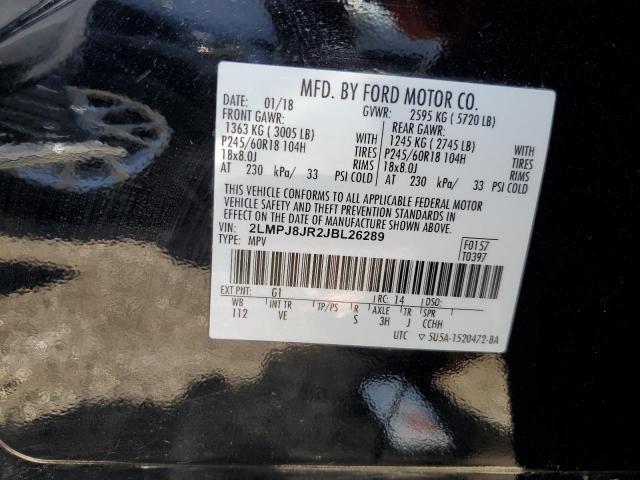 MFD. BY FORD MOTOR CO.
DATE: 01/18 GVWR: 2595 KG ( 5720 LB)
FRONT GAWR: REAR GAWR:
1363 KG ( 3005 LB) WITH 1245 KG ( 2745 LB) WITH
P245/60R18 104H TIRES P245/60R18 104H TIRES
18x8.0J RIMS 18x8.0J RIMS
AT 230 kPa/ 33 PSI COLD AT 230 kPa/ 33 PSI COLD
THIS VEHICLE CONFORMS TO ALL APPLICABLE FEDERAL MOTOR
VEHICLE SAFETY AND THEFT PREVENTION STANDARDS IN
EFFECT ON THE DATE OF MANUFACTURE SHOWN ABOVE.
VIN: 2LMPJ8JR2JBL26289
TYPE: MPV
F0157
T0397
EXT PNT: G1 RC: 14 DSO:
WB INT TR TP/PS R AXLE TR SPR
112 VE S 3H J CCHH
UTC ▽ 5U5A-1520472-BA